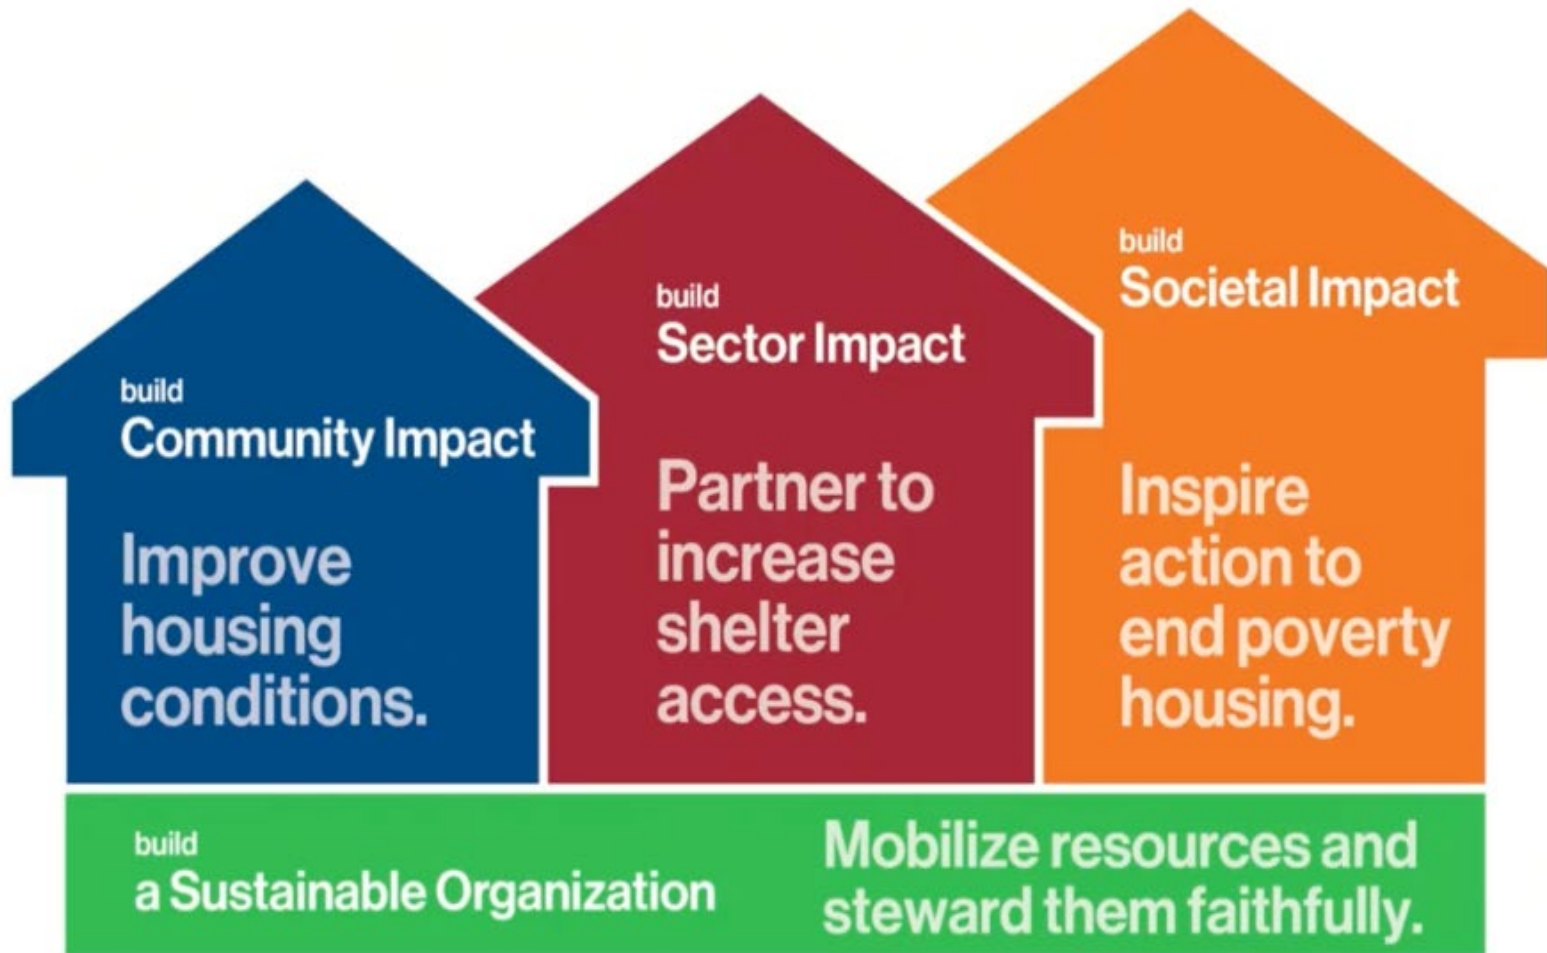 build
Community Impact
Improve
housing
conditions.
build
Sector Impact
Partner to
increase
shelter
access.
build
Societal Impact
Inspire
action to
end poverty
housing.
build
a Sustainable Organization
Mobilize resources and
steward them faithfully.